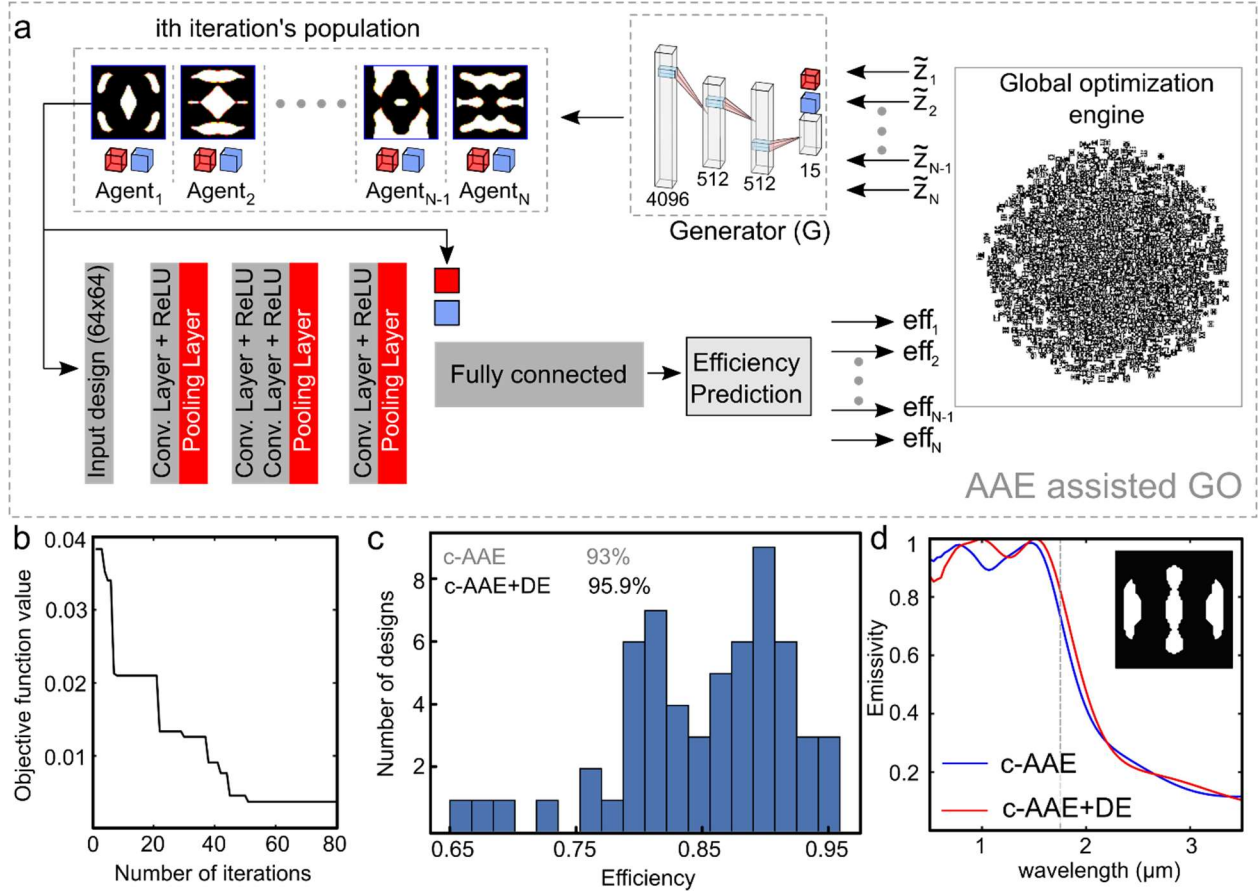 a
ith iteration's population
Agent1
Agent2
AgentN-1
AgentN
4096
512
512
15
Generator (G)
z̃1
z̃2
z̃N-1
z̃N
Global optimization
engine
Input design (64x64)
Conv. Layer + ReLU
Pooling Layer
Conv. Layer + ReLU
Conv. Layer + ReLU
Pooling Layer
Conv. Layer + ReLU
Pooling Layer
Fully connected
Efficiency
Prediction
eff1
eff2
effN-1
effN
AAE assisted GO
b
Objective function value
0.04
0.03
0.02
0.01
0
20
40
60
80
Number of iterations
c
c-AAE 93%
c-AAE+DE 95.9%
Number of designs
8
6
4
2
0.65
0.75
0.85
0.95
Efficiency
d
Emissivity
1
0.8
0.6
0.4
0.2
c-AAE
c-AAE+DE
1
2
3
wavelength (μm)